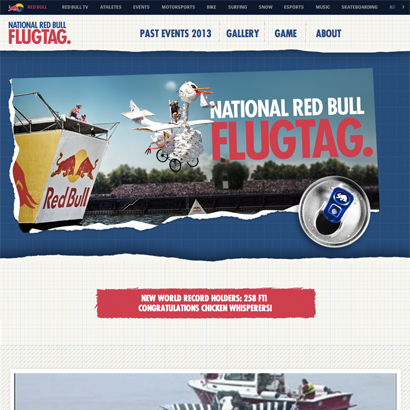 RED BULL RED BULL TV ATHLETES EVENTS MOTORSPORTS BIKE SURFING SNOW ESPORTS MUSIC SKATEBOARDING
NATIONAL RED BULL
FLUGTAG.
PAST EVENTS 2013 GALLERY GAME ABOUT
NATIONAL RED BULL
FLUGTAG.
Red Bull
NEW WORLD RECORD HOLDERS: 258 FT!
CONGRATULATIONS CHICKEN WHISPERERS!